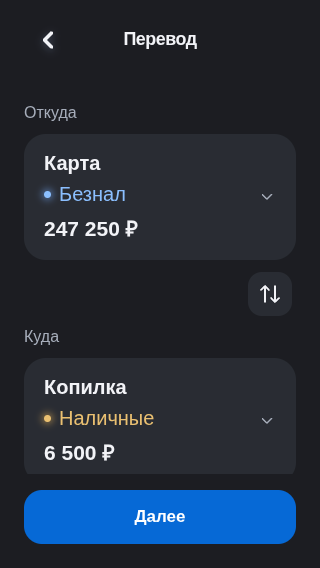 Перевод
Откуда
Карта
Безнал
247 250 ₽
Куда
Копилка
Наличные
6 500 ₽
Далее